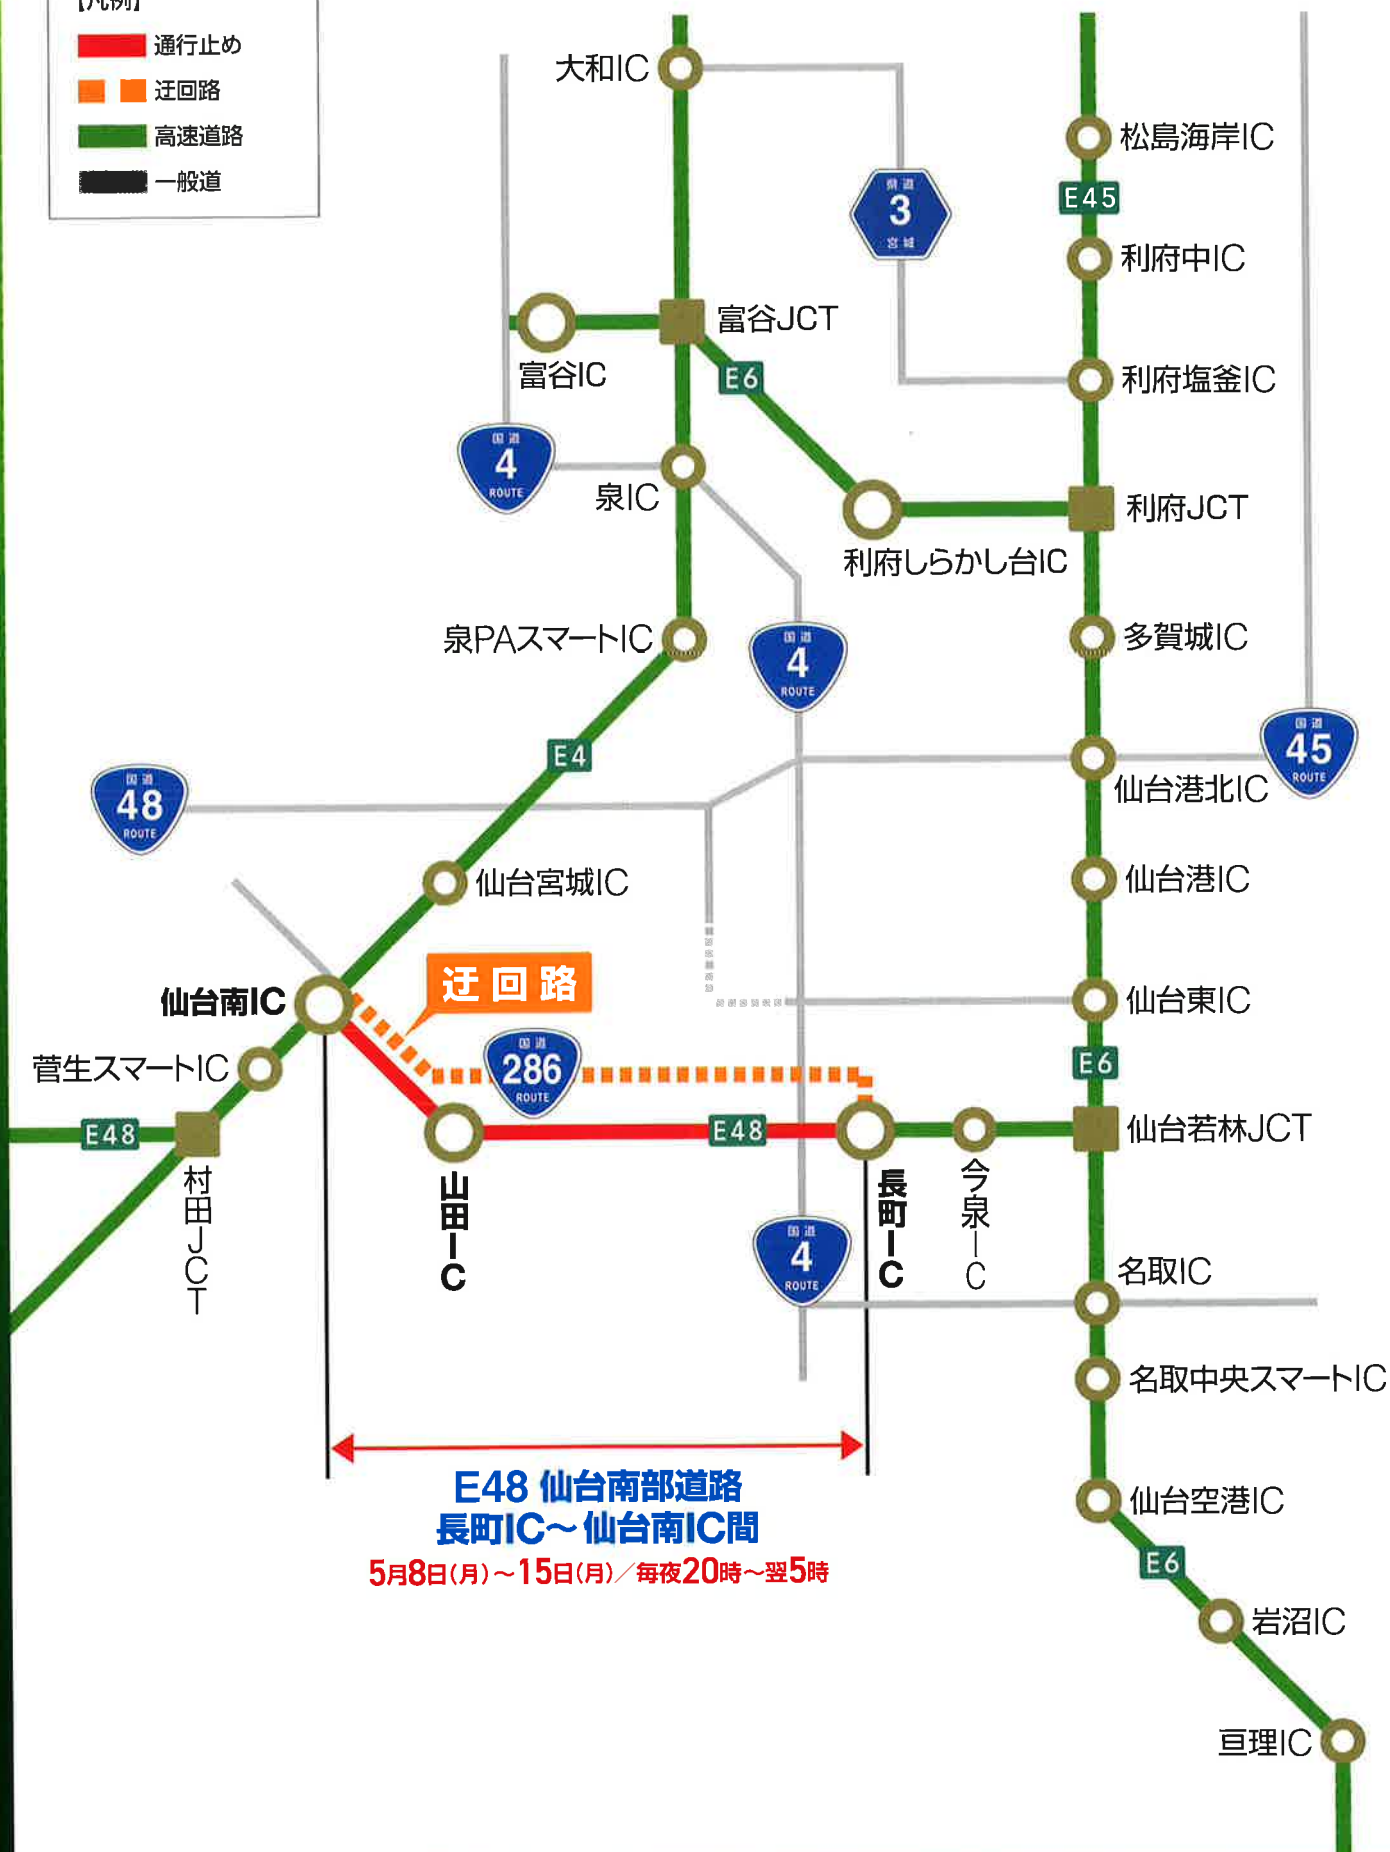 【凡例】
通行止め
迂回路
高速道路
一般道
大和IC
松島海岸IC
E45
県道
3
宮城
利府中IC
富谷JCT
富谷IC
E6
利府塩釜IC
国道
4
ROUTE
泉IC
利府JCT
利府しらかし台IC
泉PAスマートIC
国道
4
ROUTE
多賀城IC
E4
国道
45
ROUTE
国道
48
ROUTE
仙台港北IC
仙台宮城IC
仙台港IC
迂回路
仙台南IC
仙台東IC
菅生スマートIC
国道
286
ROUTE
E6
E48
E48
仙台若林JCT
村田JCT
山田IC
長町IC
今泉IC
国道
4
ROUTE
名取IC
名取中央スマートIC
E48 仙台南部道路
長町IC～仙台南IC間
5月8日(月)～15日(月)／毎夜20時～翌5時
仙台空港IC
E6
岩沼IC
亘理IC